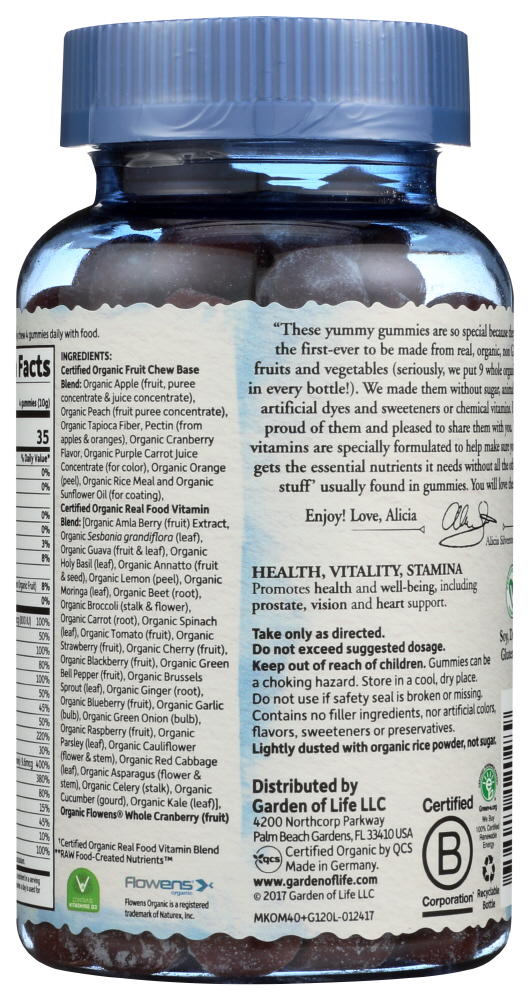 4 gummies daily with food.
Facts
4 gummies (10g)
35
% Daily Value*
0%
0%
0%
0%
0%
3%
8%
8%
0%
100%
50%
100%
80%
100%
50%
45%
50%
220%
30%
400%
380%
80%
15%
45%
10%
100%
INGREDIENTS:
Certified Organic Fruit Chew Base
Blend: Organic Apple (fruit, puree
concentrate & juice concentrate),
Organic Peach (fruit puree concentrate),
Organic Tapioca Fiber, Pectin (from
apples & oranges), Organic Cranberry
Flavor, Organic Purple Carrot Juice
Concentrate (for color), Organic Orange
(peel), Organic Rice Meal and Organic
Sunflower Oil (for coating),
Certified Organic Real Food Vitamin
Blend: [Organic Amla Berry (fruit) Extract,
Organic Sesbania grandiflora (leaf),
Organic Guava (fruit & leaf), Organic
Holy Basil (leaf), Organic Annatto (fruit
& seed), Organic Lemon (peel), Organic
Moringa (leaf), Organic Beet (root),
Organic Broccoli (stalk & flower),
Organic Carrot (root), Organic Spinach
(leaf), Organic Tomato (fruit), Organic
Strawberry (fruit), Organic Cherry (fruit),
Organic Blackberry (fruit), Organic Green
Bell Pepper (fruit), Organic Brussels
Sprout (leaf), Organic Ginger (root),
Organic Blueberry (fruit), Organic Garlic
(bulb), Organic Green Onion (bulb),
Organic Raspberry (fruit), Organic
Parsley (leaf), Organic Cauliflower
(flower & stem), Organic Red Cabbage
(leaf), Organic Asparagus (flower &
stem), Organic Celery (stalk), Organic
Cucumber (gourd), Organic Kale (leaf)],
Organic Flowens® Whole Cranberry (fruit)
†Certified Organic Real Food Vitamin Blend
††RAW Food-Created Nutrients™
V
CONTAINS
VITASHINE D3
Flowens
organic
Flowens Organic is a registered
trademark of Naturex, Inc.
“These yummy gummies are so special because
the first-ever to be made from real, organic, non
fruits and vegetables (seriously, we put 9 whole
in every bottle!). We made them without sugar,
artificial dyes and sweeteners or chemical vitamins.
proud of them and pleased to share them with you.
vitamins are specially formulated to help make sure
gets the essential nutrients it needs without all the
stuff’ usually found in gummies. You will love
Enjoy! Love, Alicia
Alicia
HEALTH, VITALITY, STAMINA
Promotes health and well-being, including
prostate, vision and heart support.
Take only as directed.
Do not exceed suggested dosage.
Keep out of reach of children. Gummies can be
a choking hazard. Store in a cool, dry place.
Do not use if safety seal is broken or missing.
Contains no filler ingredients, nor artificial colors,
flavors, sweeteners or preservatives.
Lightly dusted with organic rice powder, not sugar.
Distributed by
Garden of Life LLC
4200 Northcorp Parkway
Palm Beach Gardens, FL 33410 USA
QCS Certified Organic by QCS
Made in Germany.
www.gardenoflife.com
© 2017 Garden of Life LLC
MKOM40+G120L-012417
Certified
B
Corporation
Green-e.org
We Buy
100% Certified
Renewable
Energy
Recyclable
Bottle